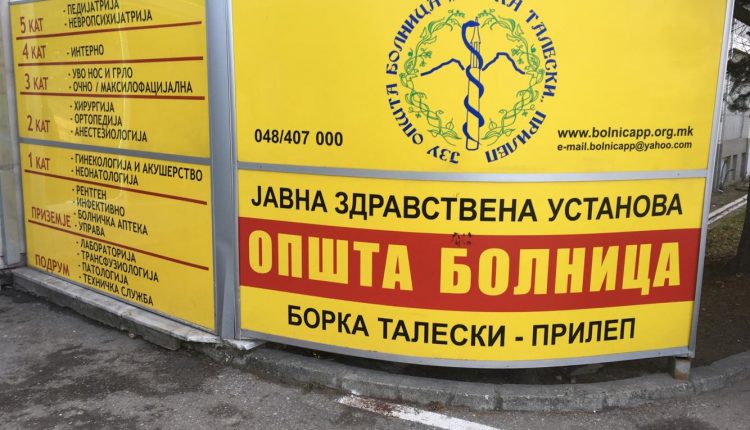 5 КАТ - ПЕДИЈАТРИЈА
- НЕВРОПСИХИЈАТРИЈА
4 КАТ - ИНТЕРНО
3 КАТ - УВО НОС И ГРЛО
- ОЧНО / МАКСИЛОФАЦИЈАЛНА
2 КАТ - ХИРУРГИЈА
- ОРТОПЕДИЈА
- АНЕСТЕЗИОЛОГИЈА
1 КАТ - ГИНЕКОЛОГИЈА И АКУШЕРСТВО
- НЕОНАТОЛОГИЈА
ПРИЗЕМЈЕ - РЕНТГЕН
- ИНФЕКТИВНО
- БОЛНИЧКА АПТЕКА
- УПРАВА
ПОДРУМ - ЛАБОРАТОРИЈА
- ТРАНСФУЗИОЛОГИЈА
- ПАТОЛОГИЈА
- ТЕХНИЧКА СЛУЖБА
ЈЗУ ОПШТА БОЛНИЦА ТАЛЕСКИ,, ПРИЛЕП
048/407 000
www.bolnicapp.org.mk
e-mail.bolnicapp@yahoo.com
ЈАВНА ЗДРАВСТВЕНА УСТАНОВА
ОПШТА БОЛНИЦА
БОРКА ТАЛЕСКИ - ПРИЛЕП